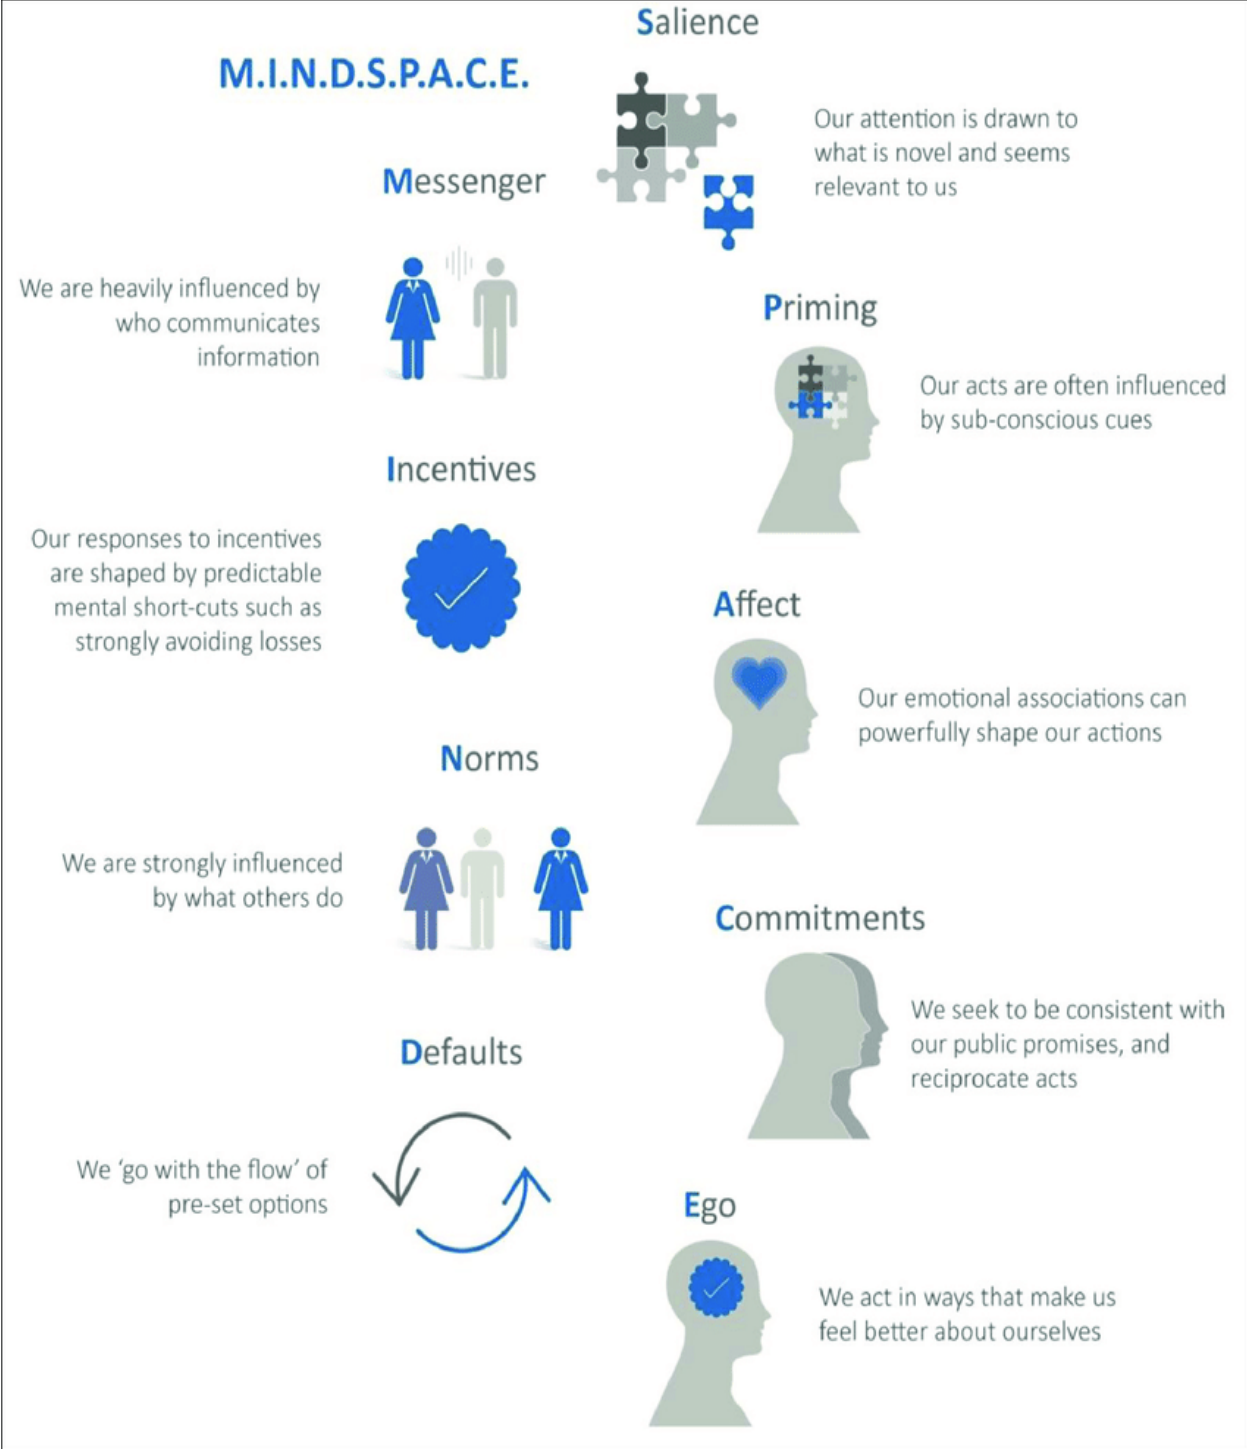 M.I.N.D.S.P.A.C.E.
Messenger
We are heavily influenced by
who communicates
information
Incentives
Our responses to incentives
are shaped by predictable
mental short-cuts such as
strongly avoiding losses
Norms
We are strongly influenced
by what others do
Defaults
We ‘go with the flow’ of
pre-set options
Salience
Our attention is drawn to
what is novel and seems
relevant to us
Priming
Our acts are often influenced
by sub-conscious cues
Affect
Our emotional associations can
powerfully shape our actions
Commitments
We seek to be consistent with
our public promises, and
reciprocate acts
Ego
We act in ways that make us
feel better about ourselves